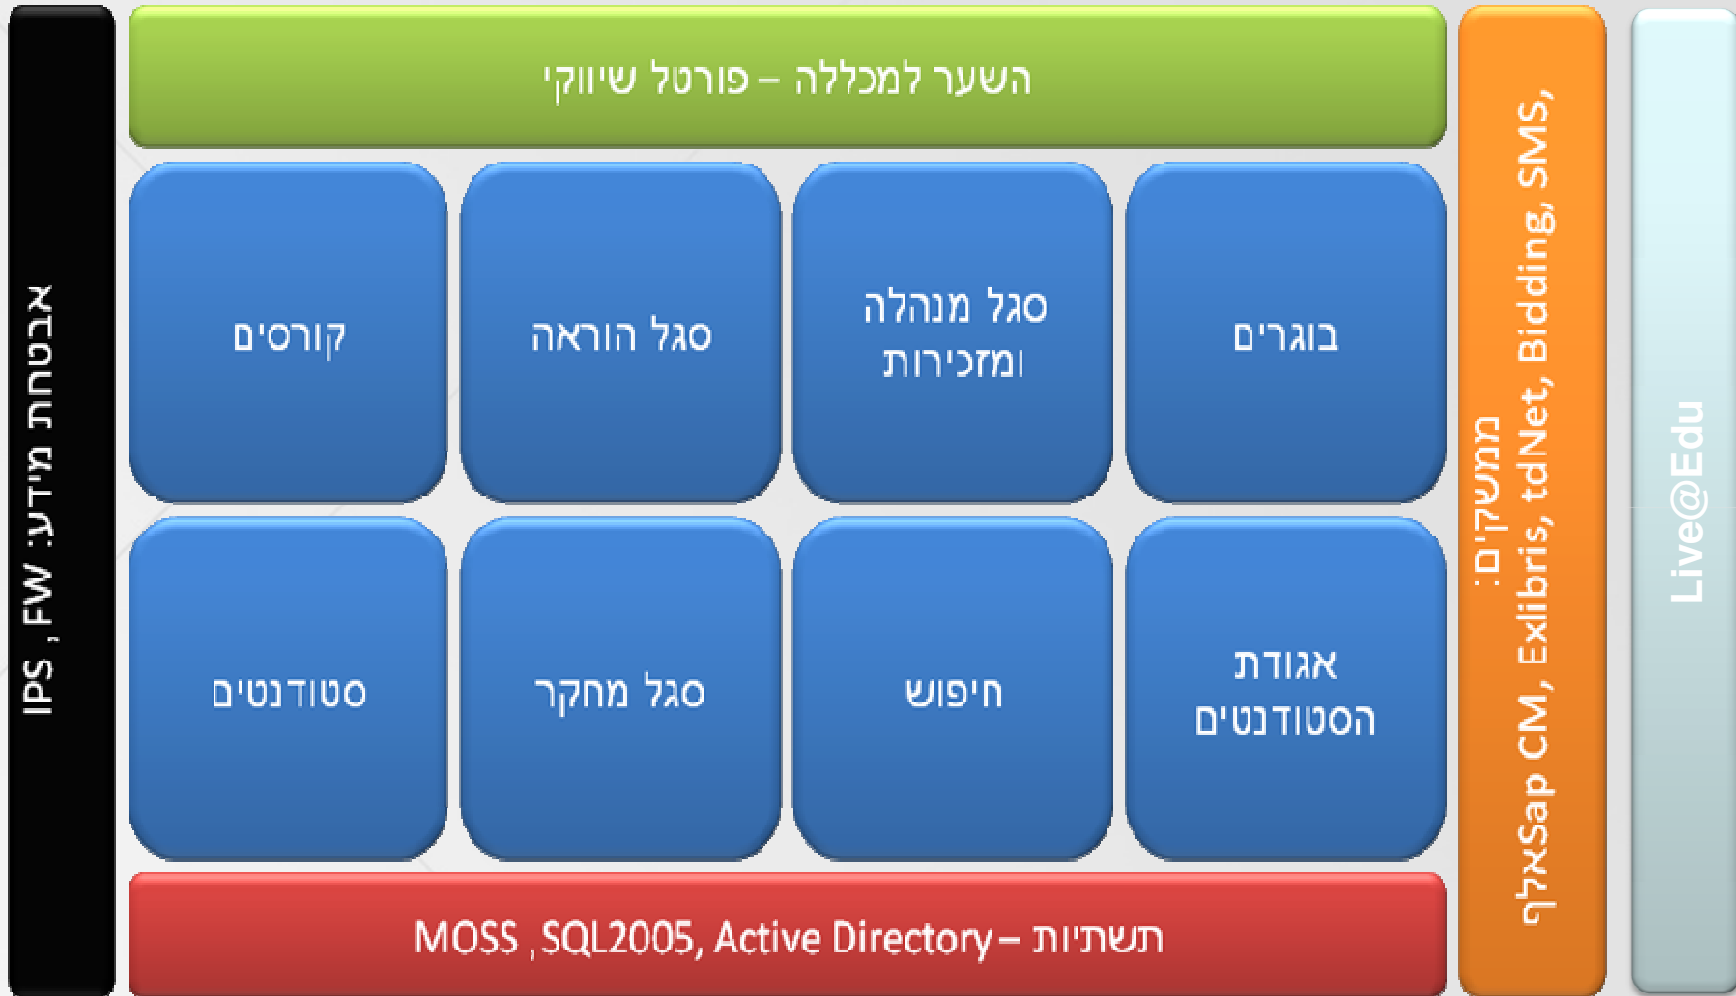 השער למכללה – פורטל שיווקי
בוגרים
סגל מנהלה
ומזכירות
סגל הוראה
קורסים
אגודת
הסטודנטים
חיפוש
סגל מחקר
סטודנטים
תשתיות – MOSS ,SQL2005, Active Directory
אבטחת מידע: IPS ,FW
ממשקים:
אלףSap CM, Exlibris, tdNet, Bidding, SMS,
Live@Edu